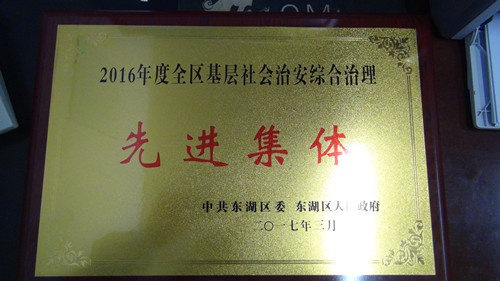 2016年度全区基层社会治安综合治理
先进集体
中共东湖区委 东湖区人民政府
二〇一七年三月